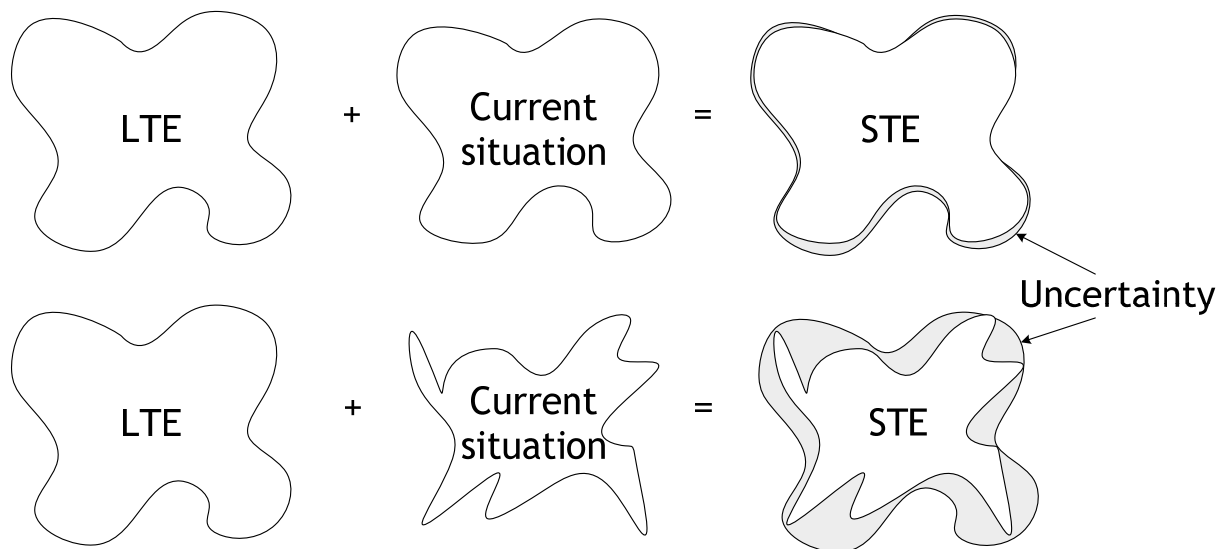 LTE
+
Current
situation
=
STE
Uncertainty
LTE
+
Current
situation
=
STE